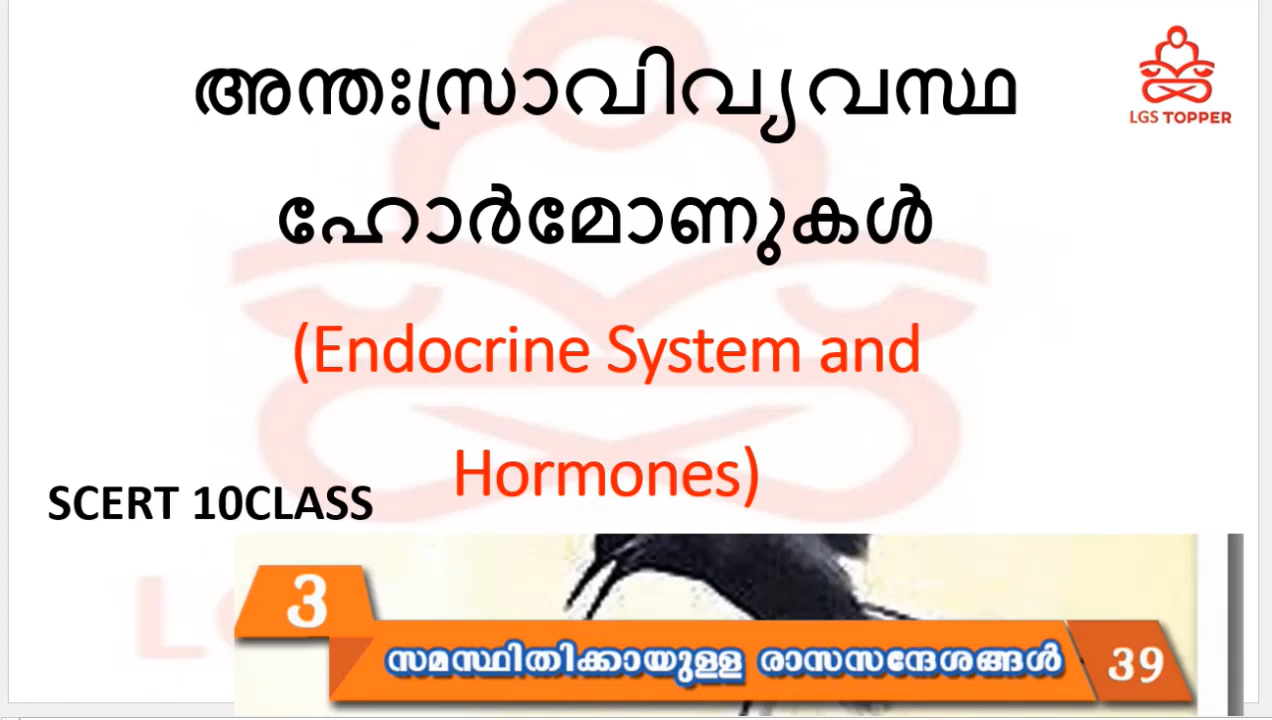 അന്തഃസ്രാവിവ്യവസ്ഥ
LGS TOPPER
ഹോർമോണുകൾ
(Endocrine System and
Hormones)
SCERT 10CLASS
3
സമസ്ഥിതിക്കായുള്ള രാസസന്ദേശങ്ങൾ 39